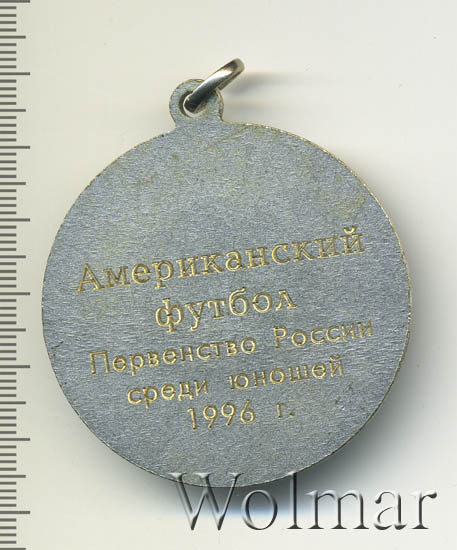 Американский
футбол
Первенство России
среди юношей
1996 г.
Wolmar